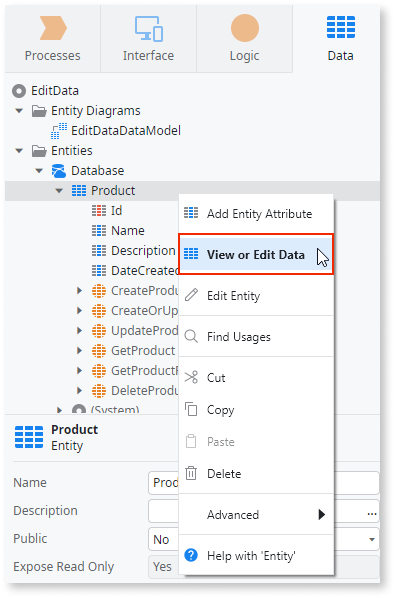 Processes
Interface
Logic
Data
EditData
Entity Diagrams
EditDataDataModel
Entities
Database
Product
Id
Name
Description
DateCreated
CreateProdu
CreateOrUp
UpdateProd
GetProduct
GetProductF
DeleteProdu
(System)
Add Entity Attribute
View or Edit Data
Edit Entity
Find Usages
Cut
Copy
Paste
Delete
Advanced
Help with 'Entity'
Product
Entity
Name
Prod
Description
...
Public
No
Expose Read Only
Yes